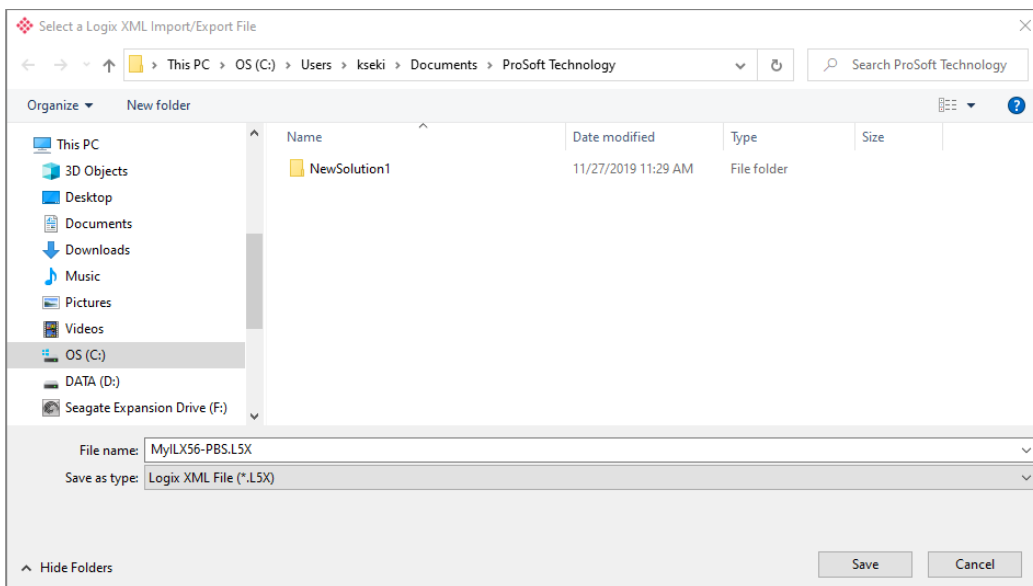 Select a Logix XML Import/Export File
This PC > OS (C:) > Users > kseki > Documents > ProSoft Technology
Search ProSoft Technology
Organize
New folder
?
Name
Date modified
Type
Size
This PC
3D Objects
Desktop
Documents
Downloads
Music
Pictures
Videos
OS (C:)
DATA (D:)
Seagate Expansion Drive (F:)
NewSolution1
11/27/2019 11:29 AM
File folder
File name: MyILX56-PBS.L5X
Save as type: Logix XML File (*.L5X)
Hide Folders
Save
Cancel